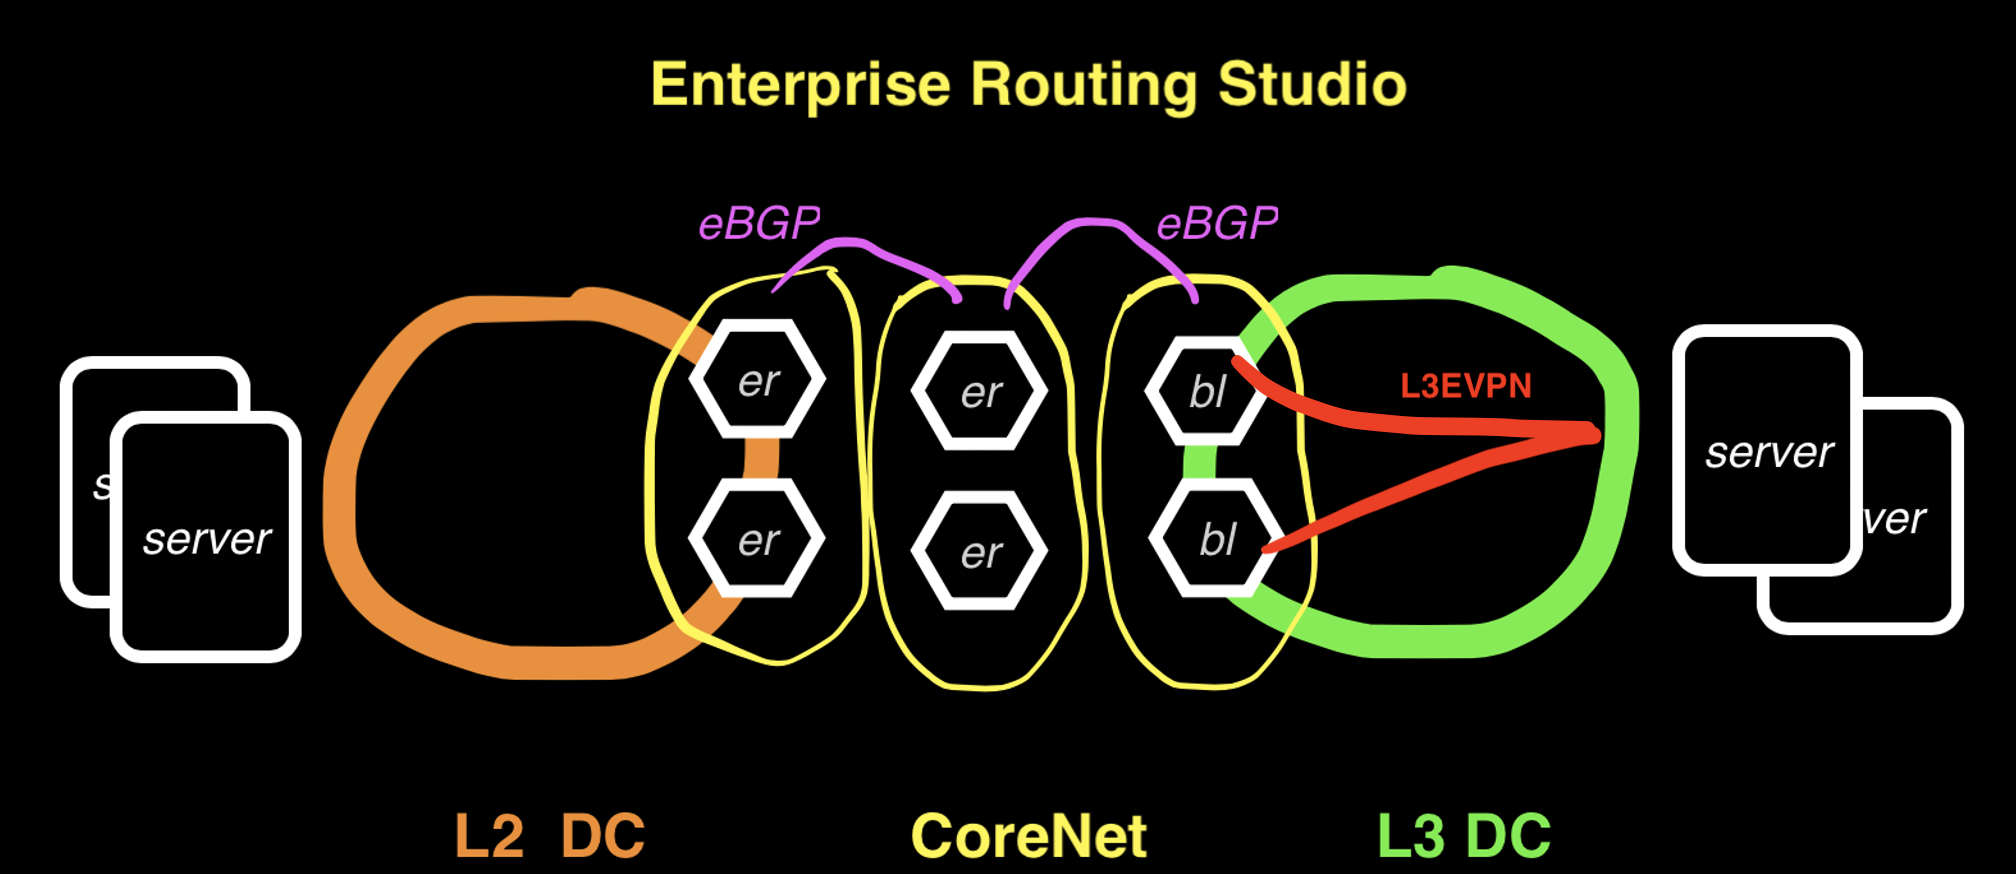 Enterprise Routing Studio
eBGP
eBGP
er
er
bl
L3EVPN
server
server
er
er
bl
s
server
ver
L2 DC
CoreNet
L3 DC